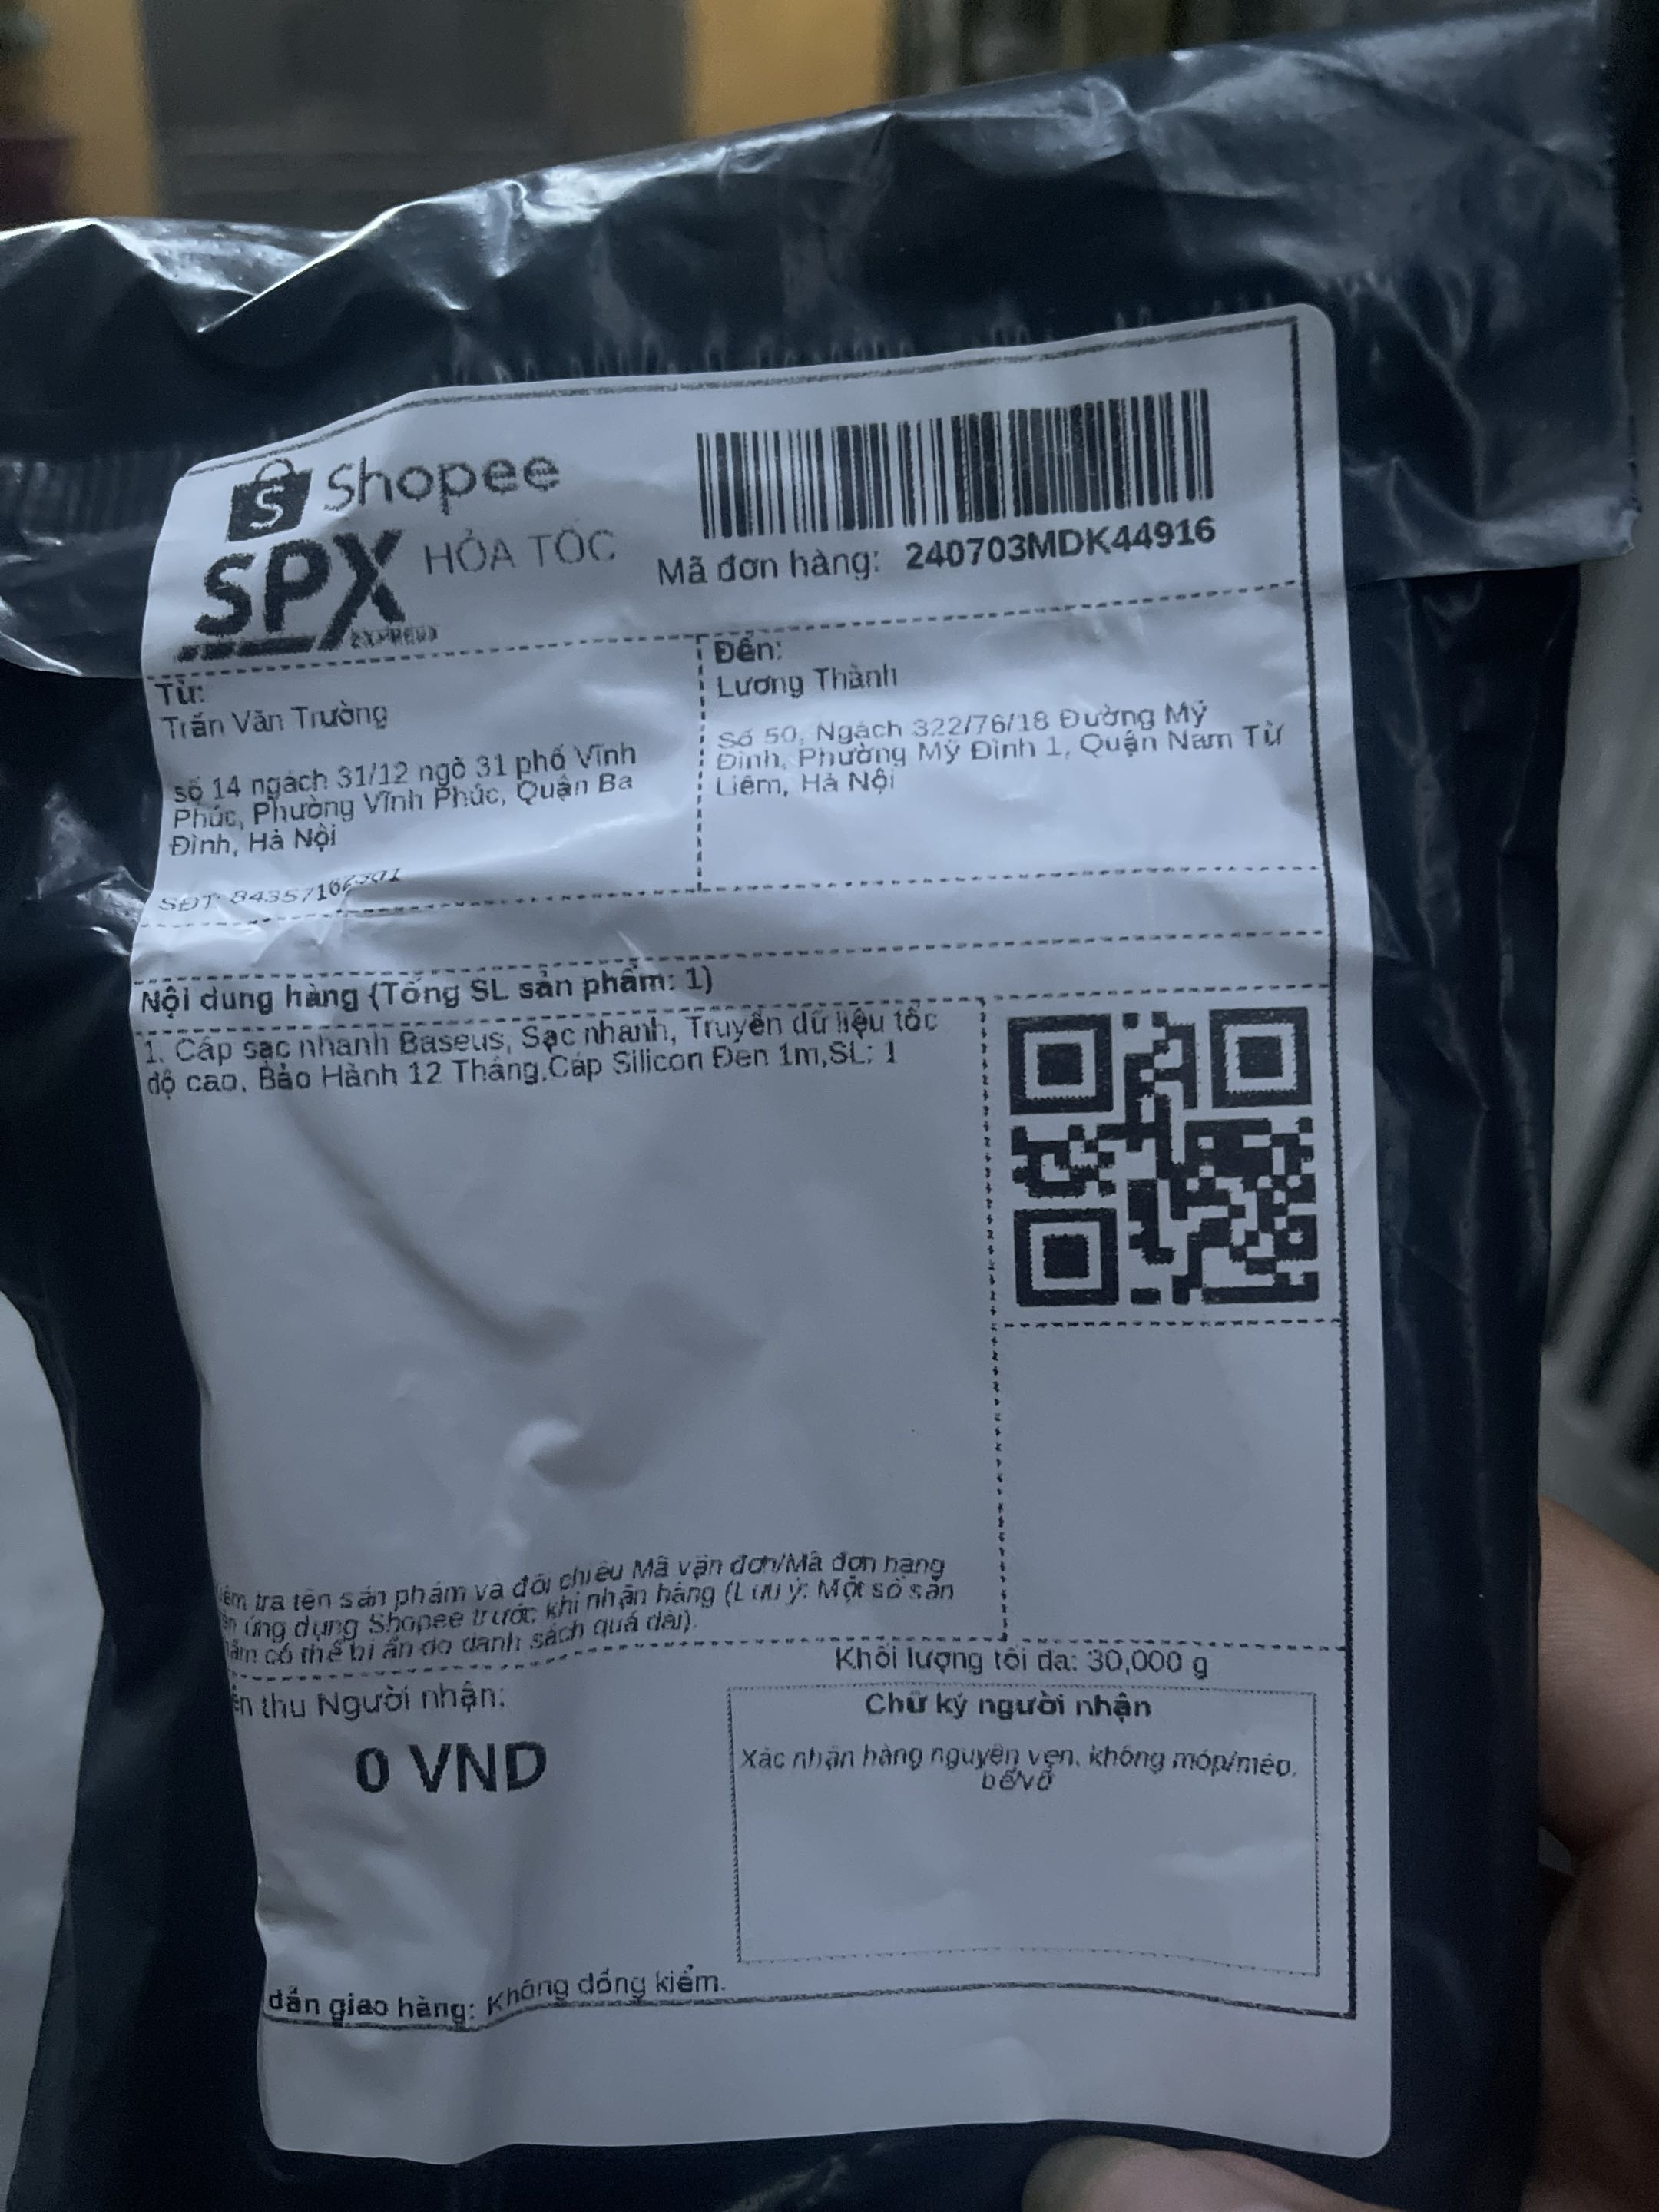 Shopee
SPX HỎA TỐC
EXPRESS
Mã đơn hàng: 240703MDK44916
Từ:
Trần Văn Trường
số 14 ngách 31/12 ngõ 31 phố Vĩnh
Phúc, Phường Vĩnh Phúc, Quận Ba
Đình, Hà Nội
SĐT:
Đến:
Lương Thành
Số 50, Ngách 322/76/18 Đường Mỹ
Đình, Phường Mỹ Đình 1, Quận Nam Từ
Liêm, Hà Nội
Nội dung hàng (Tổng SL sản phẩm: 1)
1. Cáp sạc nhanh Baseus, Sạc nhanh, Truyền dữ liệu tốc
độ cao, Bảo Hành 12 Tháng,Cáp Silicon Đen 1m,SL: 1
tra tên sản phẩm và đối chiếu Mã vận đơn/Mã đơn hàng
ứng dụng Shopee trước khi nhận hàng (Lưu ý: Một số sản
có thể bị ẩn do danh sách quá dài).
Khối lượng tối đa: 30,000 g
thu Người nhận:
0 VND
Chữ ký người nhận
Xác nhận hàng nguyên vẹn, không móp/méo,
bể/vỡ
dẫn giao hàng: Không đồng kiểm.